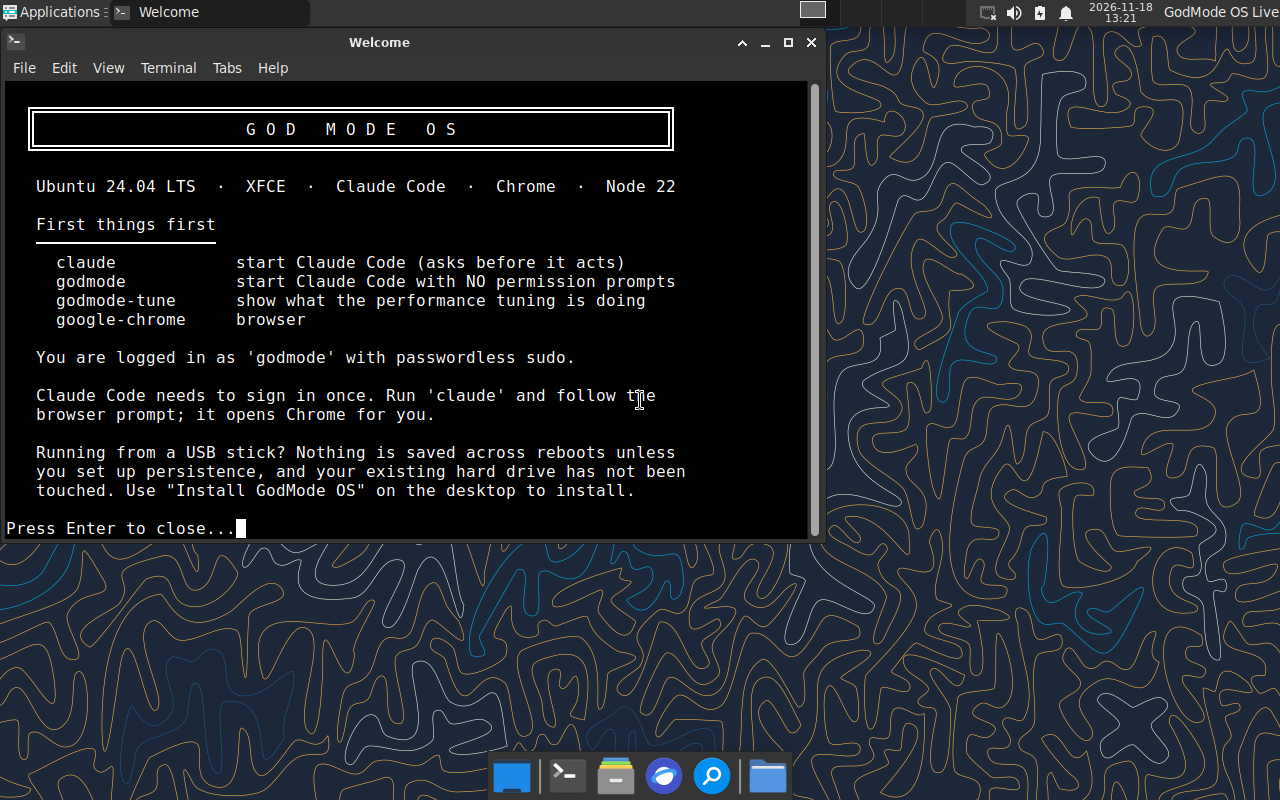 Applications
Welcome
2026-11-18
13:21
GodMode OS Live
Welcome
File Edit View Terminal Tabs Help
GOD MODE OS
Ubuntu 24.04 LTS · XFCE · Claude Code · Chrome · Node 22
First things first
claude start Claude Code (asks before it acts)
godmode start Claude Code with NO permission prompts
godmode-tune show what the performance tuning is doing
google-chrome browser
You are logged in as 'godmode' with passwordless sudo.
Claude Code needs to sign in once. Run 'claude' and follow the
browser prompt; it opens Chrome for you.
Running from a USB stick? Nothing is saved across reboots unless
you set up persistence, and your existing hard drive has not been
touched. Use "Install GodMode OS" on the desktop to install.
Press Enter to close...